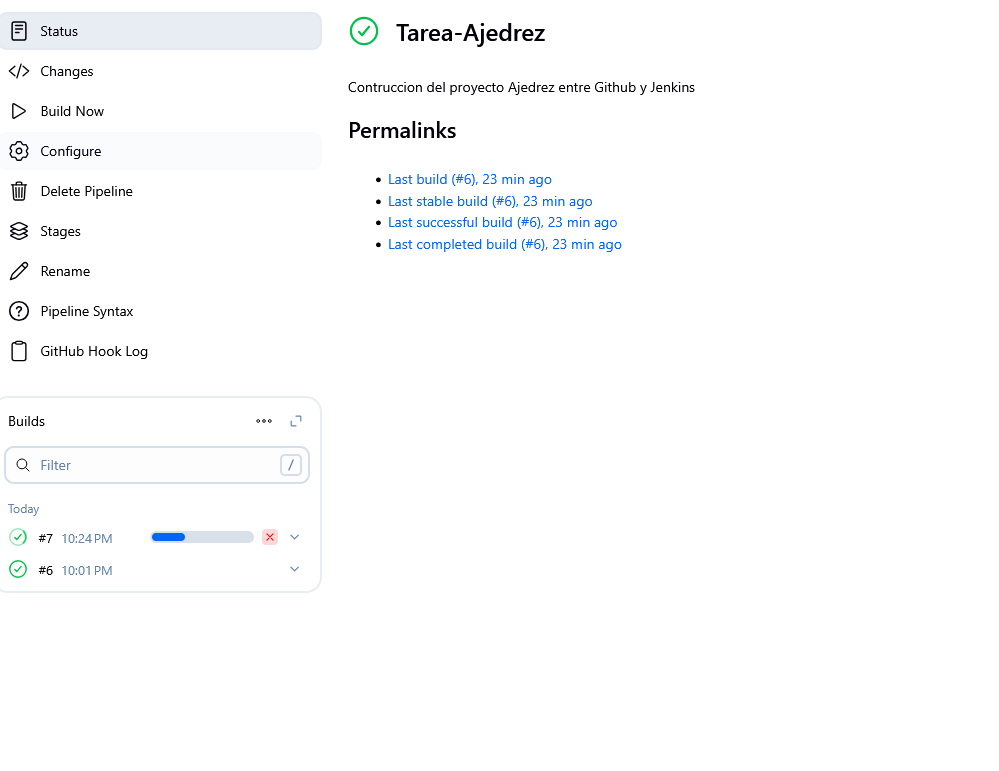 Status
Changes
Build Now
Configure
Delete Pipeline
Stages
Rename
Pipeline Syntax
GitHub Hook Log
Builds
Filter
/
Today
#7 10:24 PM
#6 10:01 PM
Tarea-Ajedrez
Contruccion del proyecto Ajedrez entre Github y Jenkins
Permalinks
Last build (#6), 23 min ago
Last stable build (#6), 23 min ago
Last successful build (#6), 23 min ago
Last completed build (#6), 23 min ago